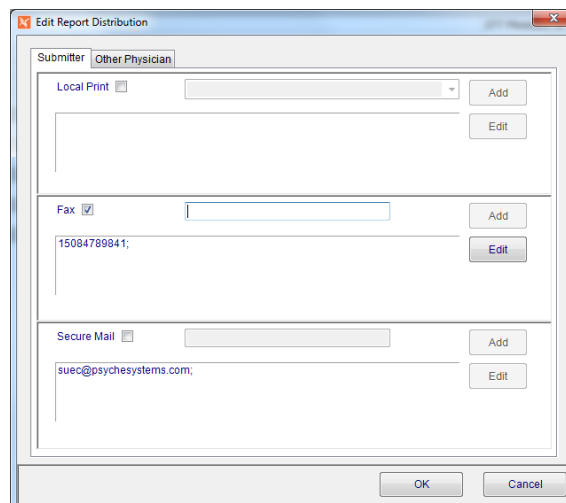 Edit Report Distribution
Submitter Other Physician
Local Print
Add
Edit
Fax
Add
15084789841;
Edit
Secure Mail
Add
suec@psychesystems.com;
Edit
OK Cancel